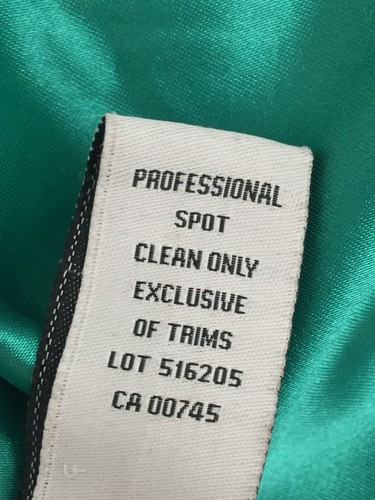 PROFESSIONAL
SPOT
CLEAN ONLY
EXCLUSIVE
OF TRIMS
LOT 516205
CA 00745